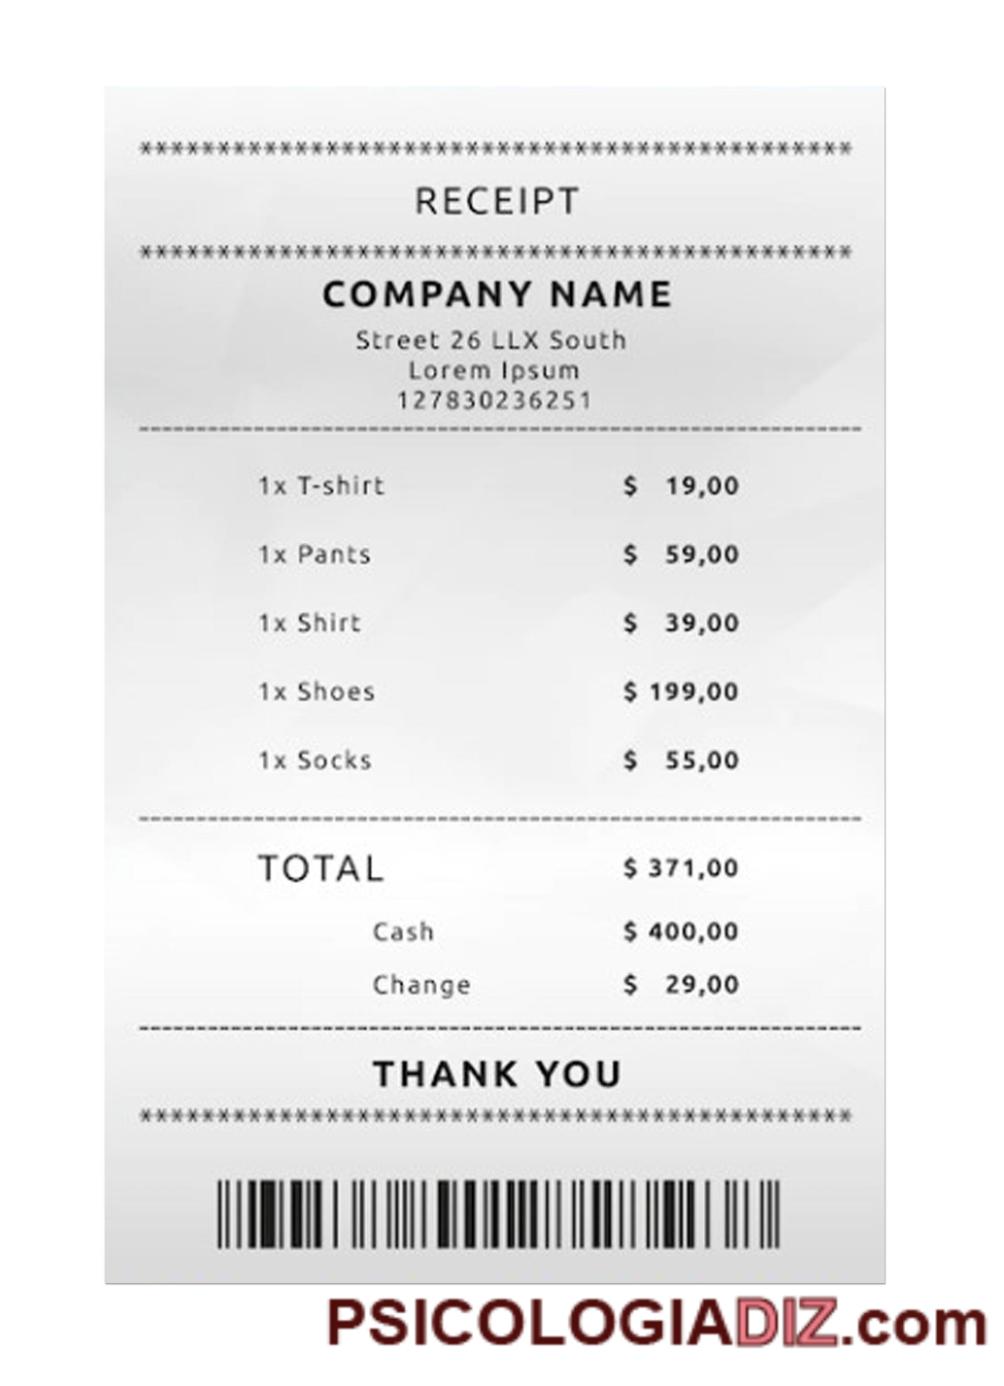 **********************************************
RECEIPT
**********************************************
COMPANY NAME
Street 26 LLX South
Lorem Ipsum
127830236251
--------------------------------------------------------------
1x T-shirt $ 19,00
1x Pants $ 59,00
1x Shirt $ 39,00
1x Shoes $ 199,00
1x Socks $ 55,00
--------------------------------------------------------------
TOTAL $ 371,00
Cash $ 400,00
Change $ 29,00
--------------------------------------------------------------
THANK YOU
**********************************************
PSICOLOGIADIZ.com